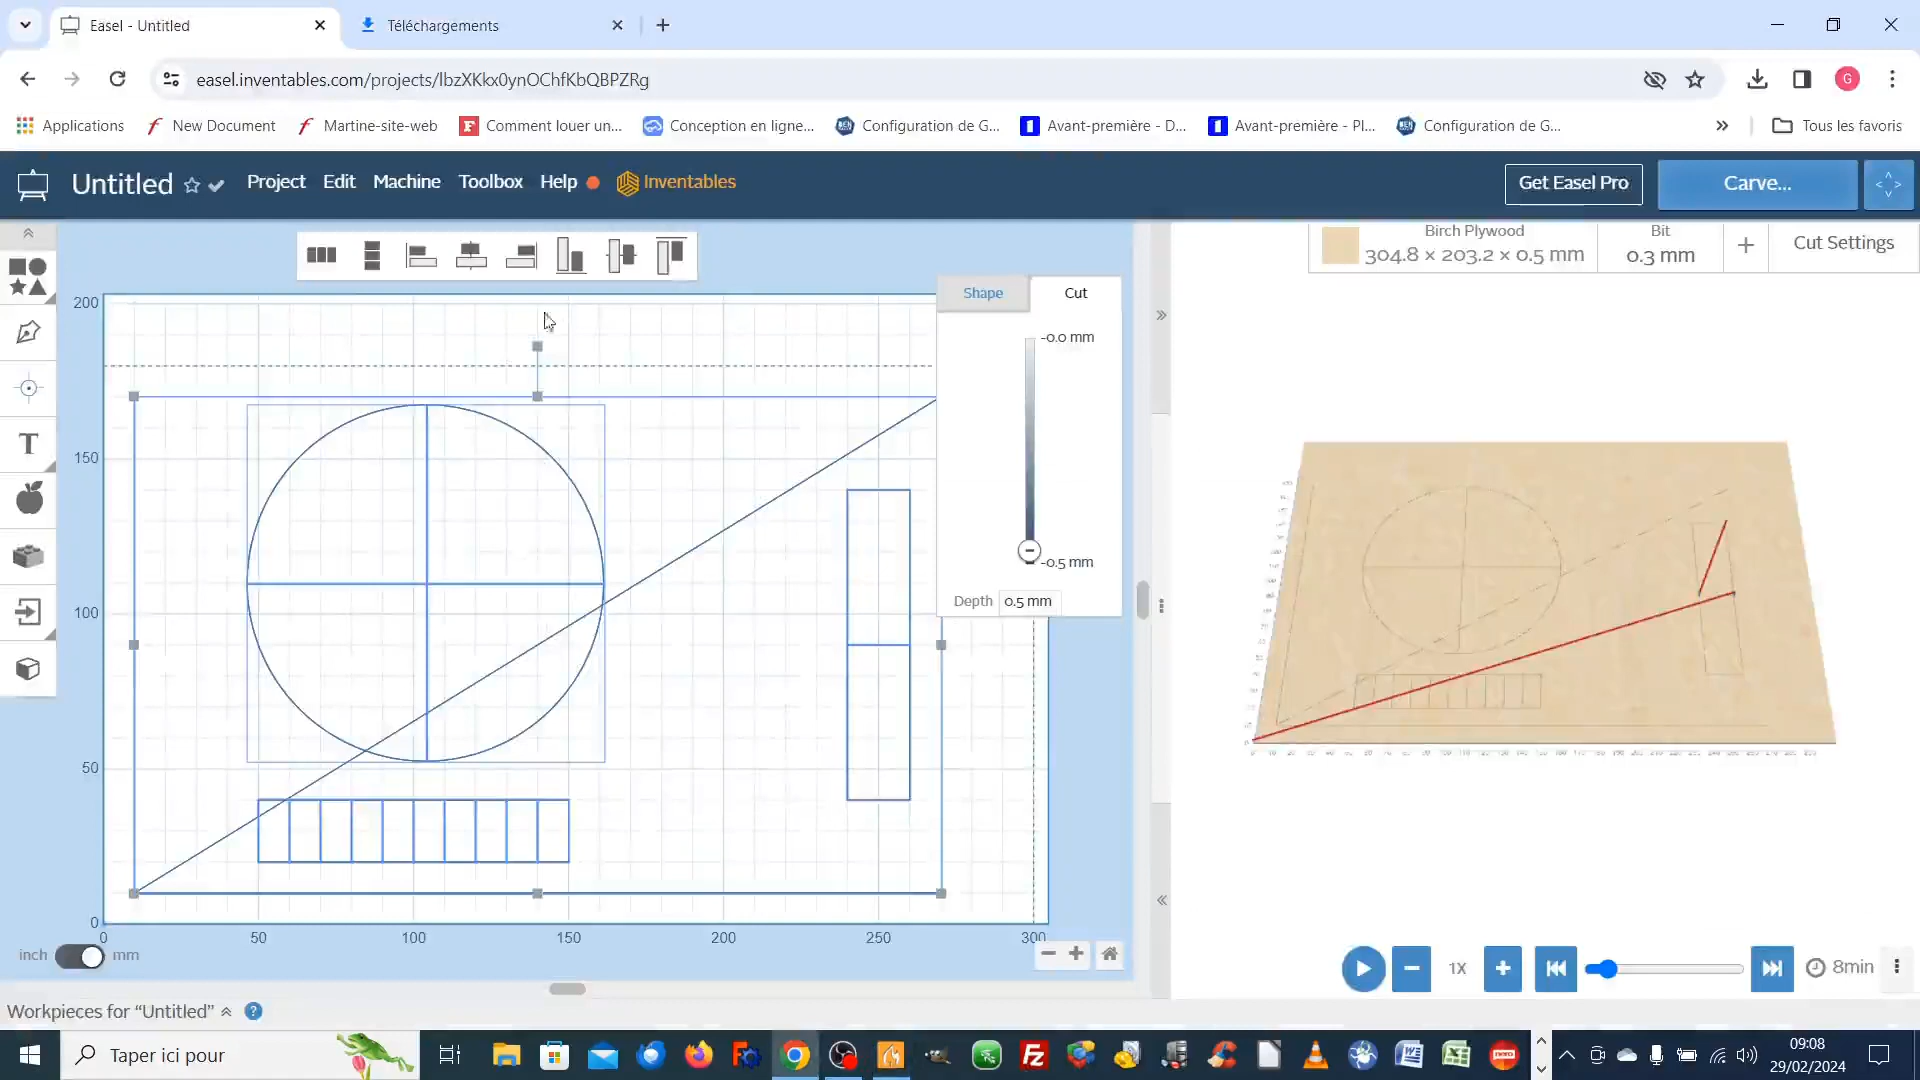 Easel - Untitled
Téléchargements
easel.inventables.com/projects/lbzXKkx0ynOChfKbQBPZRg
G
Applications
New Document
Martine-site-web
Comment louer un...
Conception en ligne...
Configuration de G...
Avant-première - D...
Avant-première - Pl...
Configuration de G...
Tous les favoris
Untitled
Project
Edit
Machine
Toolbox
Help
Inventables
Get Easel Pro
Carve...
Birch Plywood
304.8 × 203.2 × 0.5 mm
Bit
0.3 mm
Cut Settings
Shape
Cut
-0.0 mm
-0.5 mm
Depth 0.5 mm
T
200
150
100
50
0
0 50 100 150 200 250 300
inch mm
1X
8min
Workpieces for “Untitled”
Taper ici pour
09:08
29/02/2024